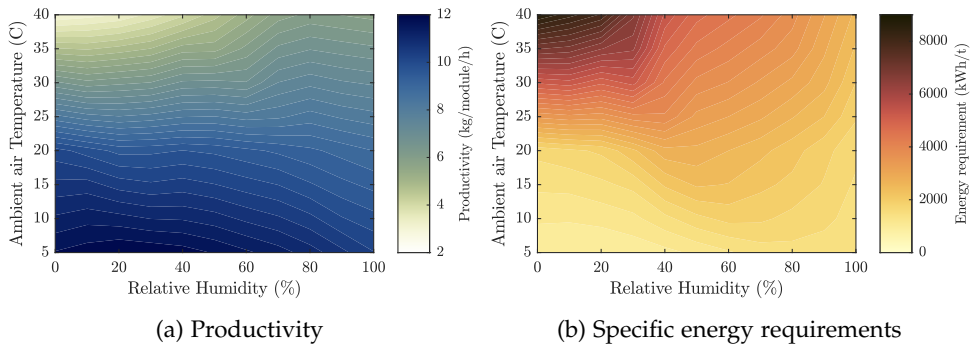 40
35
30
25
20
15
10
5
Ambient air Temperature (C)
0 20 40 60 80 100
Relative Humidity (%)
12
10
8
6
4
2
Productivity (kg/module/h)
(a) Productivity
40
35
30
25
20
15
10
5
Ambient air Temperature (C)
0 20 40 60 80 100
Relative Humidity (%)
8000
6000
4000
2000
0
Energy requirement (kWh/t)
(b) Specific energy requirements